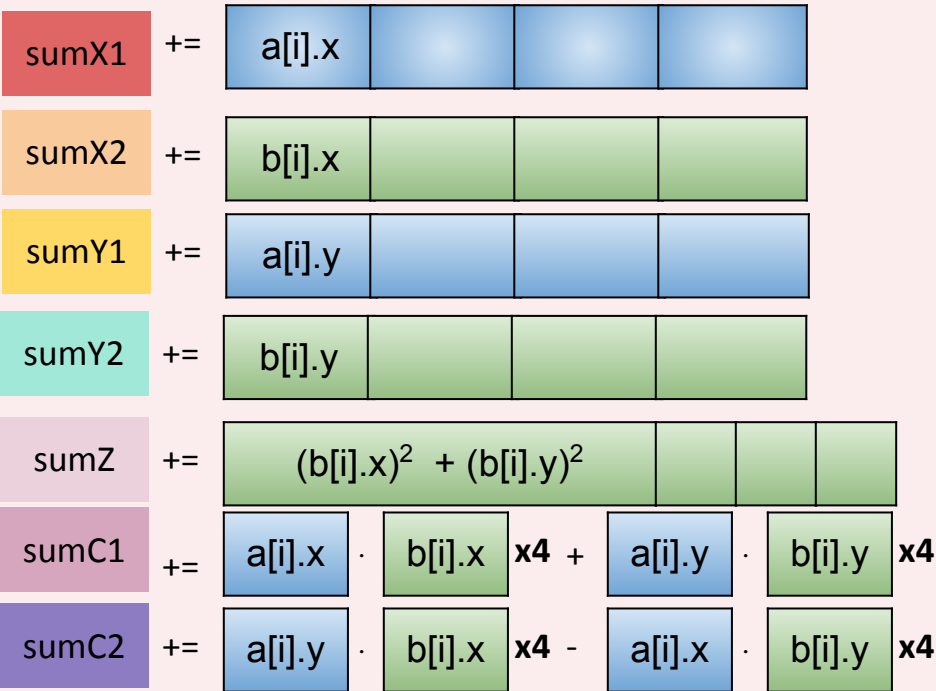 sumX1 += a[i].x
sumX2 += b[i].x
sumY1 += a[i].y
sumY2 += b[i].y
sumZ += (b[i].x)² + (b[i].y)²
sumC1 += a[i].x · b[i].x x4 + a[i].y · b[i].y x4
sumC2 += a[i].y · b[i].x x4 - a[i].x · b[i].y x4